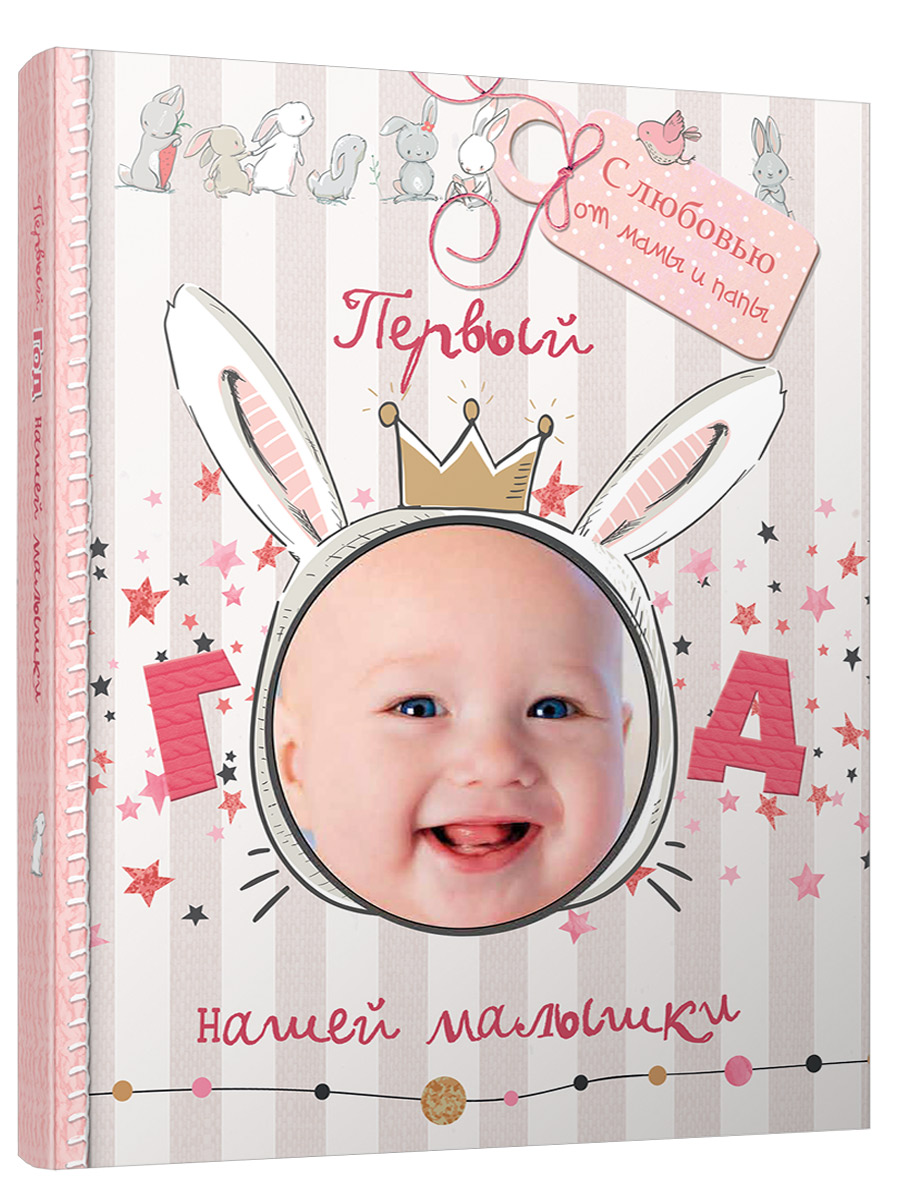 С любовью
от мамы и папы
Первый
Г Д
нашей малышки
Первый год нашей малышки